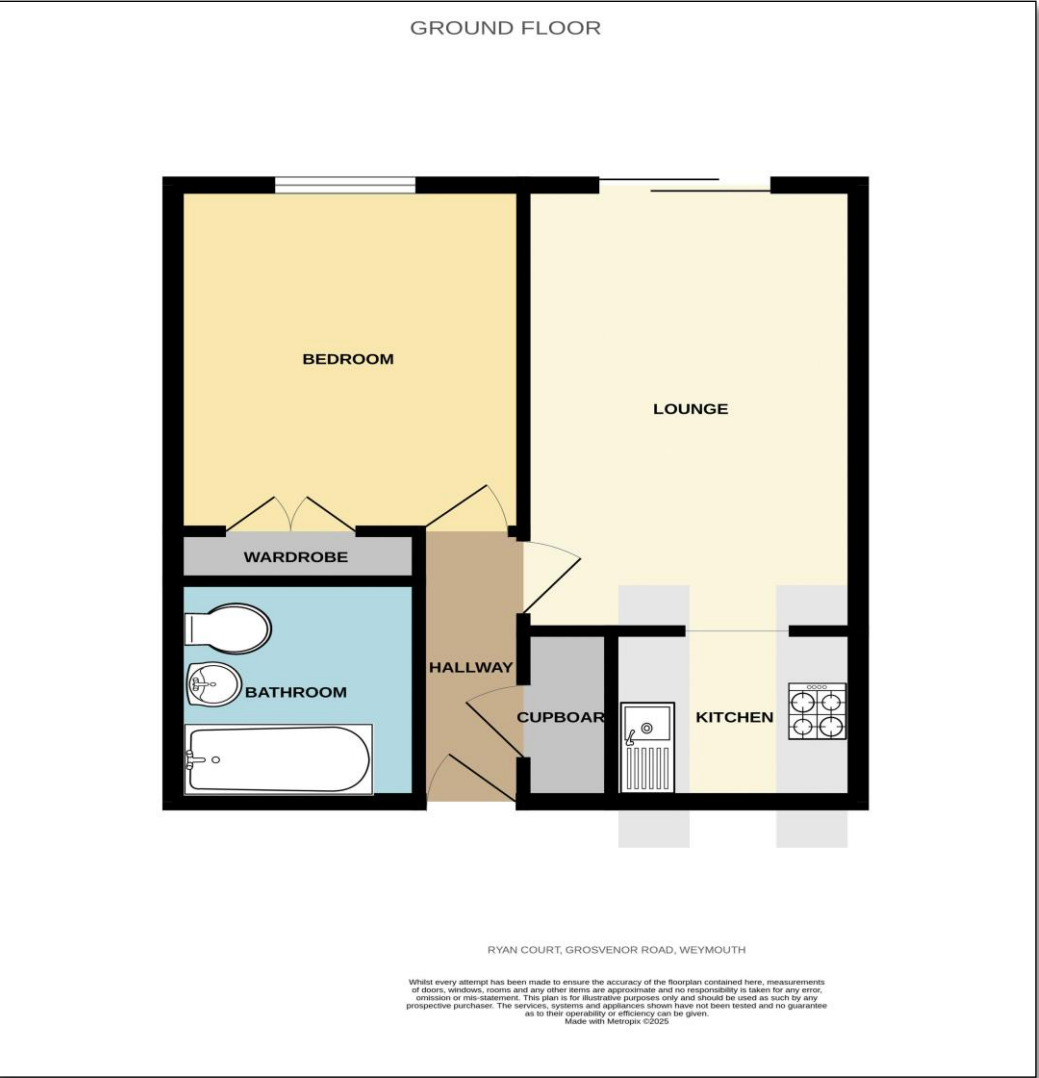 GROUND FLOOR
BEDROOM
LOUNGE
WARDROBE
HALLWAY
BATHROOM
CUPBOAR
KITCHEN
RYAN COURT, GROSVENOR ROAD, WEYMOUTH
Whilst every attempt has been made to ensure the accuracy of the floorplan contained here, measurements
of doors, windows, rooms and any other items are approximate and no responsibility is taken for any error,
omission or mis-statement. This plan is for illustrative purposes only and should be used as such by any
prospective purchaser. The services, systems and appliances shown have not been tested and no guarantee
as to their operability or efficiency can be given.
Made with Metropix ©2025